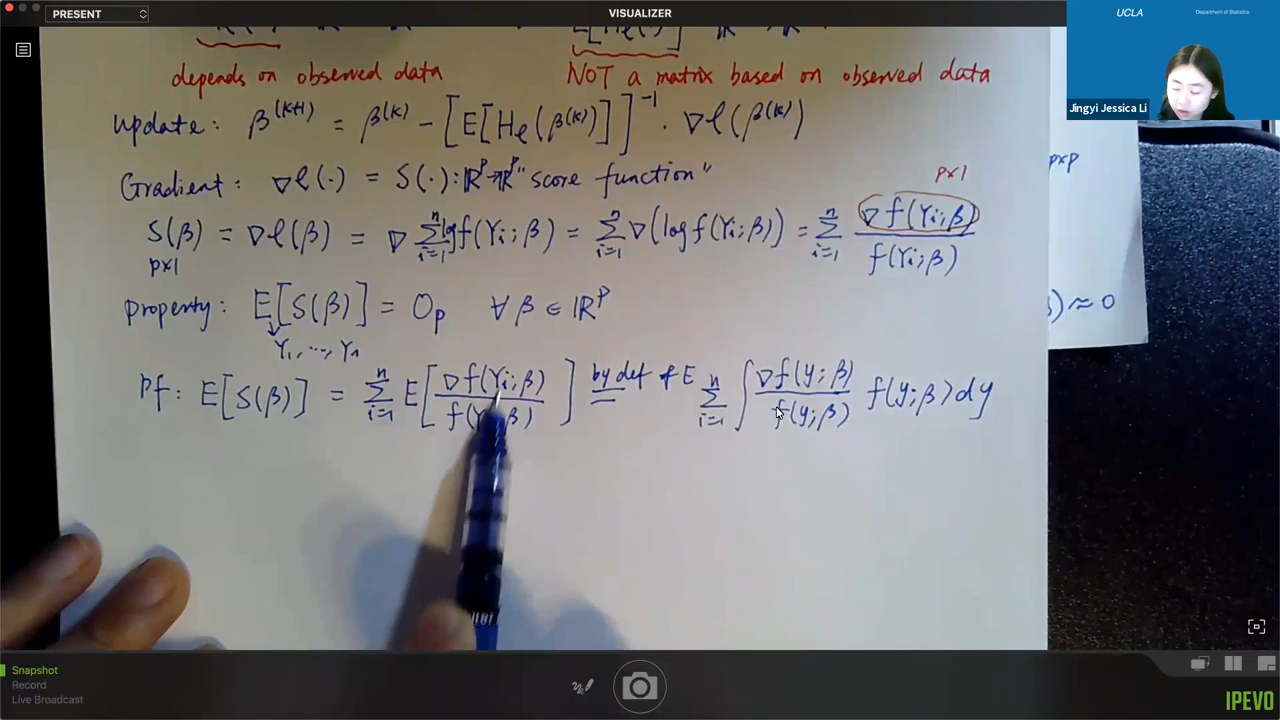 PRESENT
VISUALIZER
UCLA
Department of Statistics
Jingyi Jessica Li
depends on observed data
NOT a matrix based on observed data
Update: β^(k+1) = β^(k) − [E[H_ℓ(β^(k))]]^−1 · ∇ℓ(β^(k))
p×p
Gradient: ∇ℓ(·) = S(·): ℝ^p → ℝ^p "score function"
p×1
S(β) = ∇ℓ(β) = ∇ Σ_{i=1}^n log f(Y_i; β) = Σ_{i=1}^n ∇(log f(Y_i; β)) = Σ_{i=1}^n ∇f(Y_i; β) / f(Y_i; β)
p×1
Property: E[S(β)] = 0_p ∀ β ∈ ℝ^p
) ≈ 0
Y_1, ..., Y_n
Pf: E[S(β)] = Σ_{i=1}^n E[∇f(Y_i; β) / f(Y β)] by def of E Σ_{i=1}^n ∫ ∇f(y; β) / f(y; β) f(y; β) dy
Snapshot
Record
Live Broadcast
IPEVO